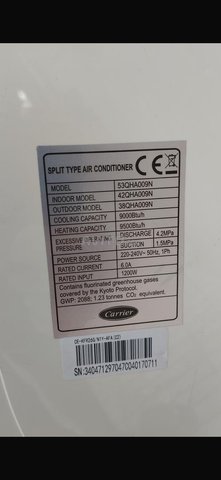 SPLIT TYPE AIR CONDITIONER CE
MODEL 53QHA009N
INDOOR MODEL 42QHA009N
OUTDOOR MODEL 38QHA009N
COOLING CAPACITY 9000Btu/h
HEATING CAPACITY 9500Btu/h
EXCESSIVE OPERATING PRESSURE DISCHARGE 4.2MPa
SUCTION 1.5MPa
POWER SOURCE 220-240V~ 50Hz, 1Ph
RATED CURRENT 6.0A
RATED INPUT 1200W
Contains fluorinated greenhouse gases
covered by the Kyoto Protocol.
GWP: 2088; 1.23 tonnes CO₂ equivalent.
Carrier
SN:3404712970470040170711